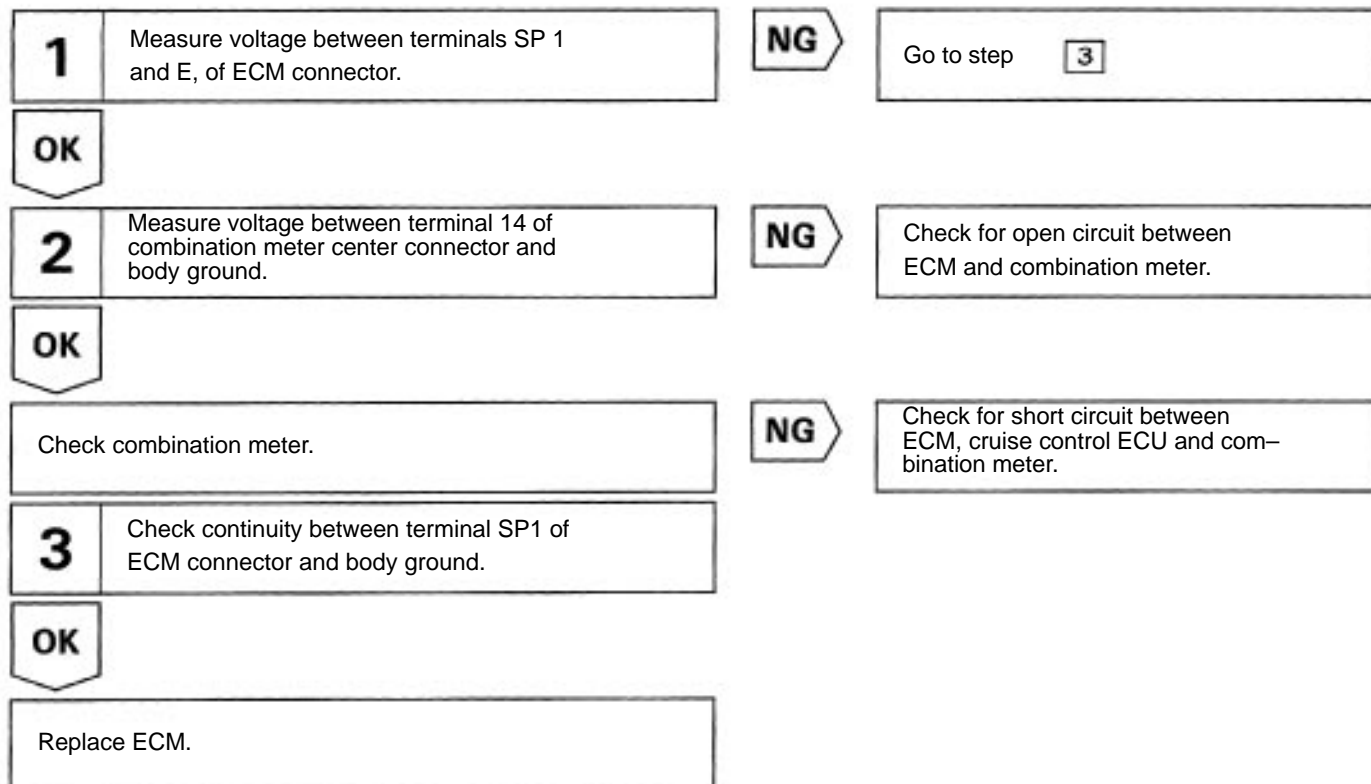 1
Measure voltage between terminals SP 1
and E, of ECM connector.
NG
Go to step 3
OK
2
Measure voltage between terminal 14 of
combination meter center connector and
body ground.
NG
Check for open circuit between
ECM and combination meter.
OK
Check combination meter.
NG
Check for short circuit between
ECM, cruise control ECU and com–
bination meter.
3
Check continuity between terminal SP1 of
ECM connector and body ground.
OK
Replace ECM.